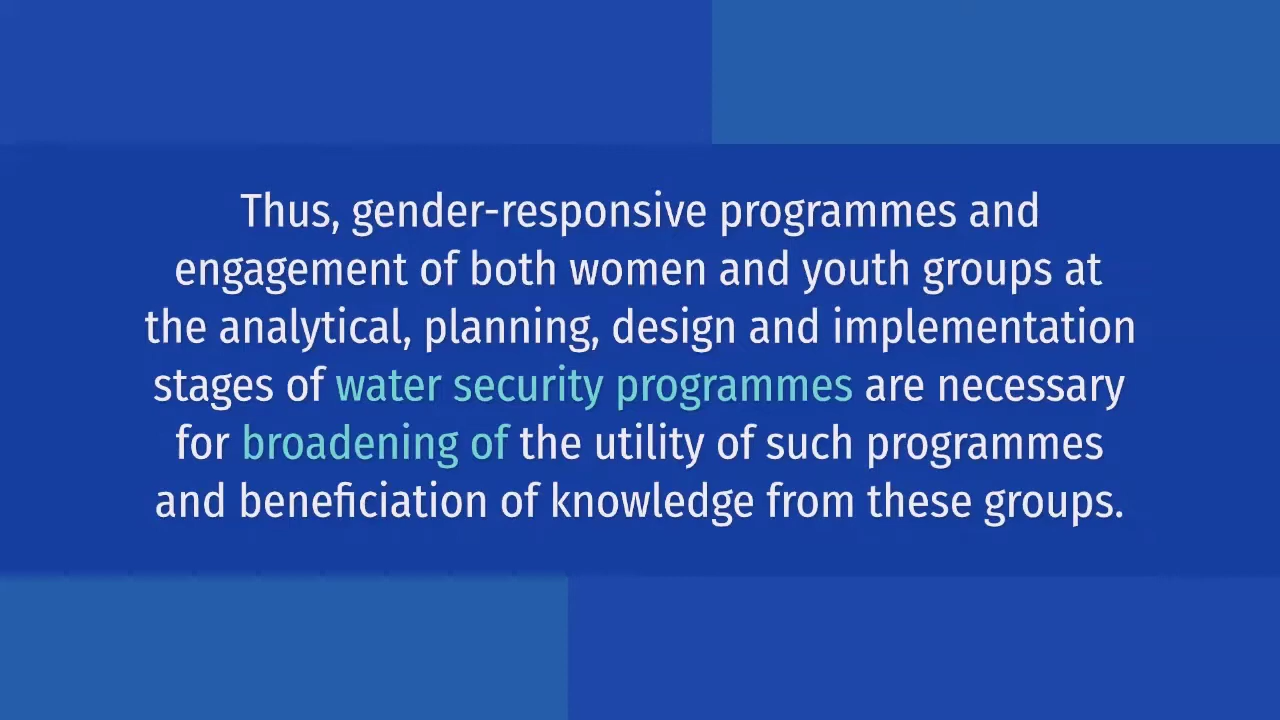 Thus, gender-responsive programmes and
engagement of both women and youth groups at
the analytical, planning, design and implementation
stages of water security programmes are necessary
for broadening of the utility of such programmes
and beneficiation of knowledge from these groups.